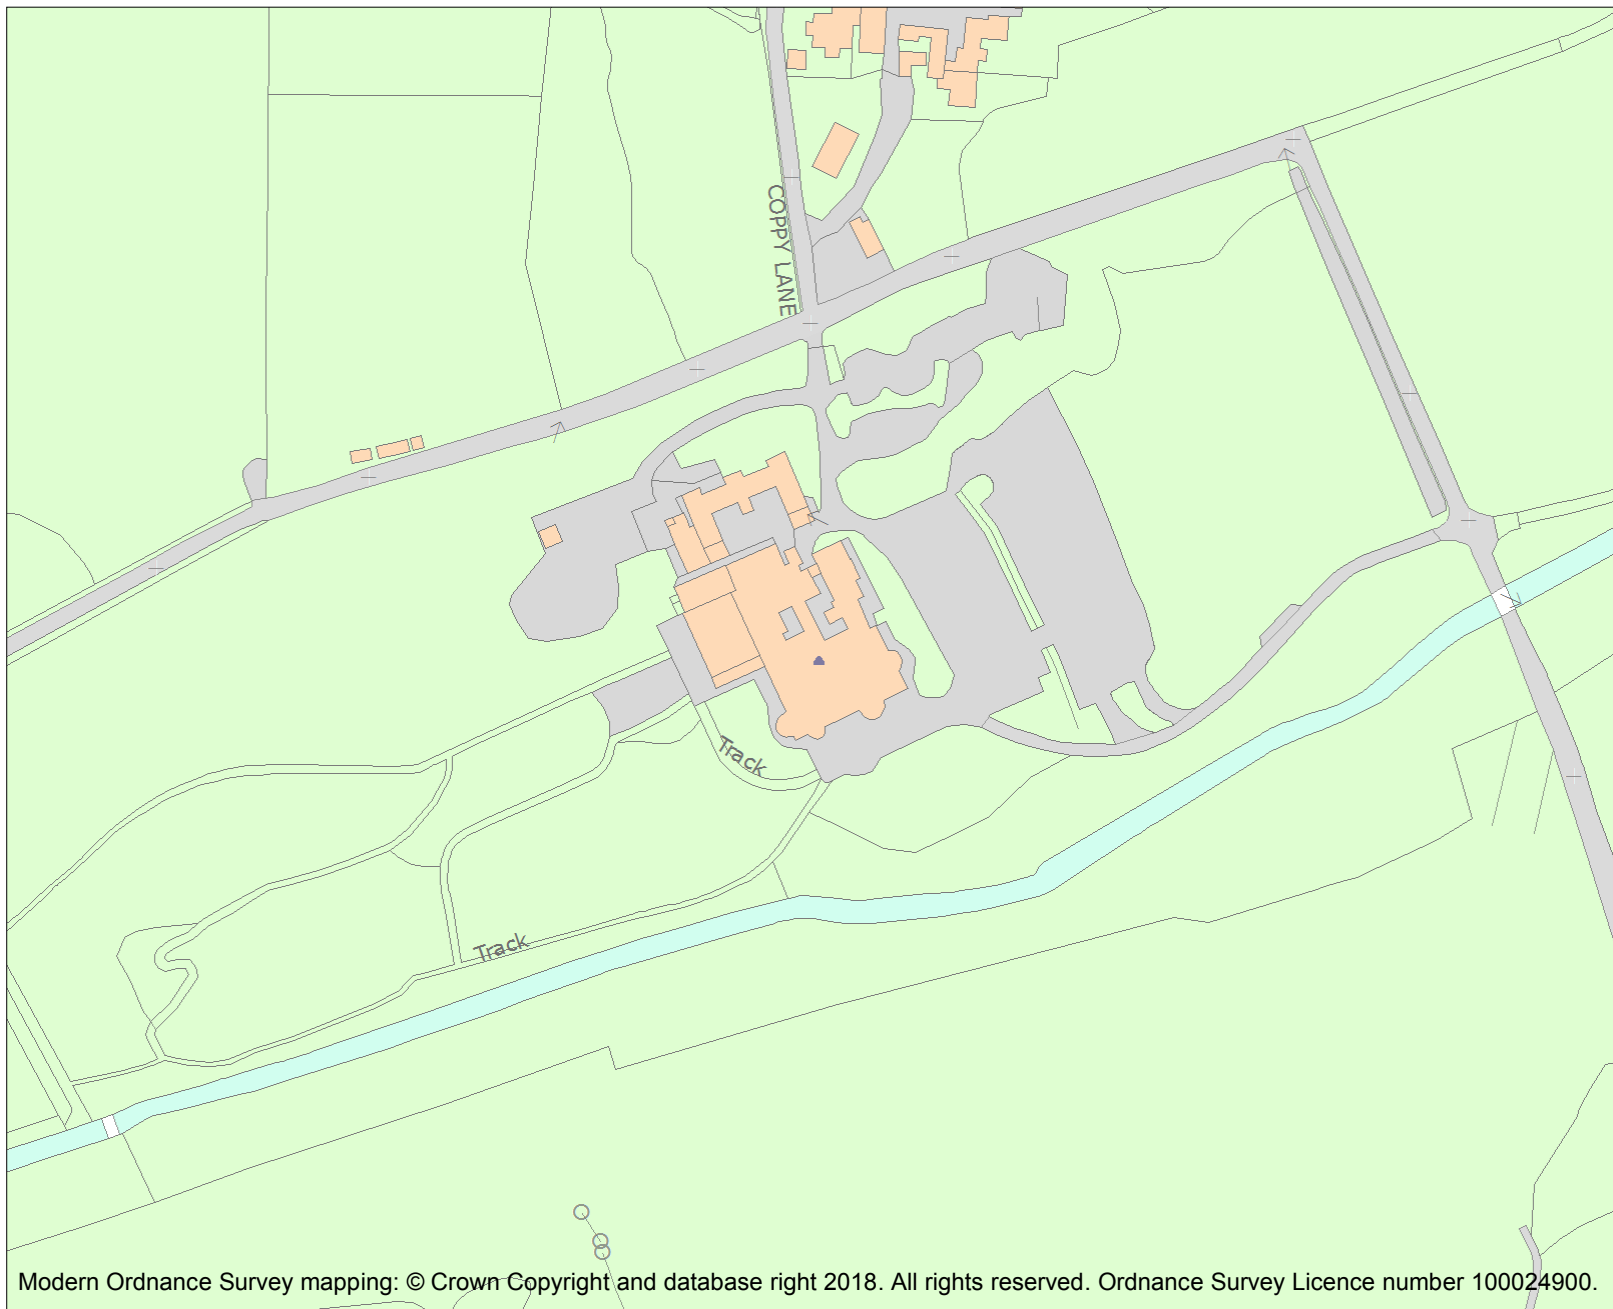 COPPY LANE
Track
Track
Modern Ordnance Survey mapping: © Crown Copyright and database right 2018. All rights reserved. Ordnance Survey Licence number 100024900.